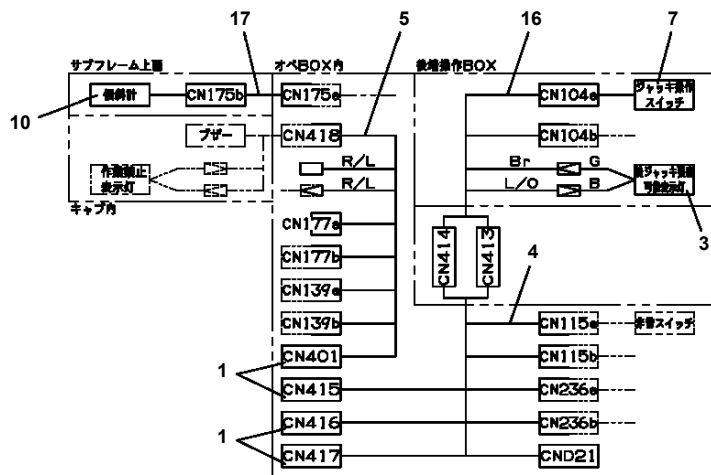 17
5
16
7
サブフレーム上面
オペBOX内
後端操作BOX
10
傾斜計
CN175b
CN175a
CN104a
ジャッキ操作
スイッチ
ブザー
CN418
CN104b
作動禁止
表示灯
R/L
R/L
Br
G
L/O
B
キャブ内
3
CN177a
CN177b
CN414
CN413
4
CN139a
CN139b
CN115a
非常スイッチ
1
CN401
CN115b
CN415
CN236a
1
CN416
CN236b
CN417
CND21